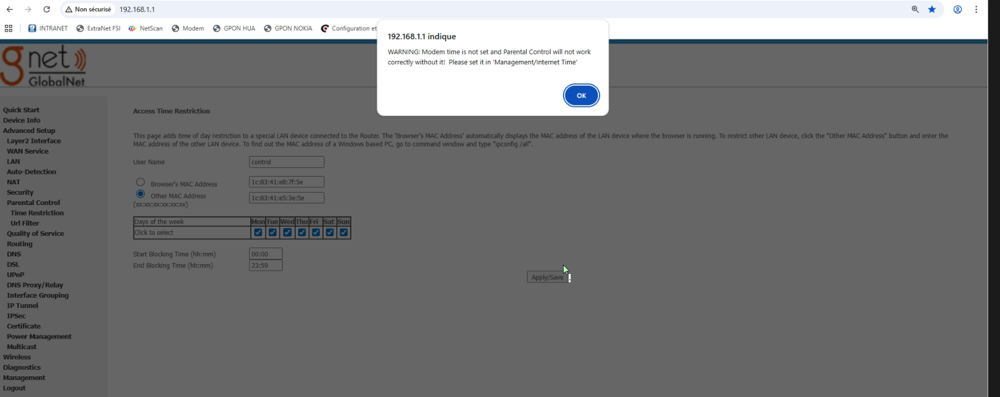 Non sécurisé 192.168.1.1
INTRANET ExtraNet FSI NetScan Modem GPON HUA GPON NOKIA Configuration et
192.168.1.1 indique
WARNING: Modem time is not set and Parental Control will not work
correctly without it! Please set it in 'Management/Internet Time'
OK
gnet
GlobalNet
Quick Start
Device Info
Advanced Setup
Layer2 Interface
WAN Service
LAN
Auto-Detection
NAT
Security
Parental Control
Time Restriction
Url Filter
Quality of Service
Routing
DNS
DSL
UPnP
DNS Proxy/Relay
Interface Grouping
IP Tunnel
IPSec
Certificate
Power Management
Multicast
Wireless
Diagnostics
Management
Logout
Access Time Restriction
This page adds time of day restriction to a special LAN device connected to the Router. The 'Browser's MAC Address' automatically displays the MAC address of the LAN device where the browser is running. To restrict other LAN device, click the "Other MAC Address" button and enter the
MAC address of the other LAN device. To find out the MAC address of a Windows based PC, go to command window and type "ipconfig /all".
User Name control
Browser's MAC Address 1c:83:41:e8:7f:5e
Other MAC Address 1c:83:41:e5:3e:5e
(xx:xx:xx:xx:xx:xx)
Days of the week Mon Tue Wed Thu Fri Sat Sun
Click to select
Start Blocking Time (hh:mm) 00:00
End Blocking Time (hh:mm) 23:59
Apply/Save